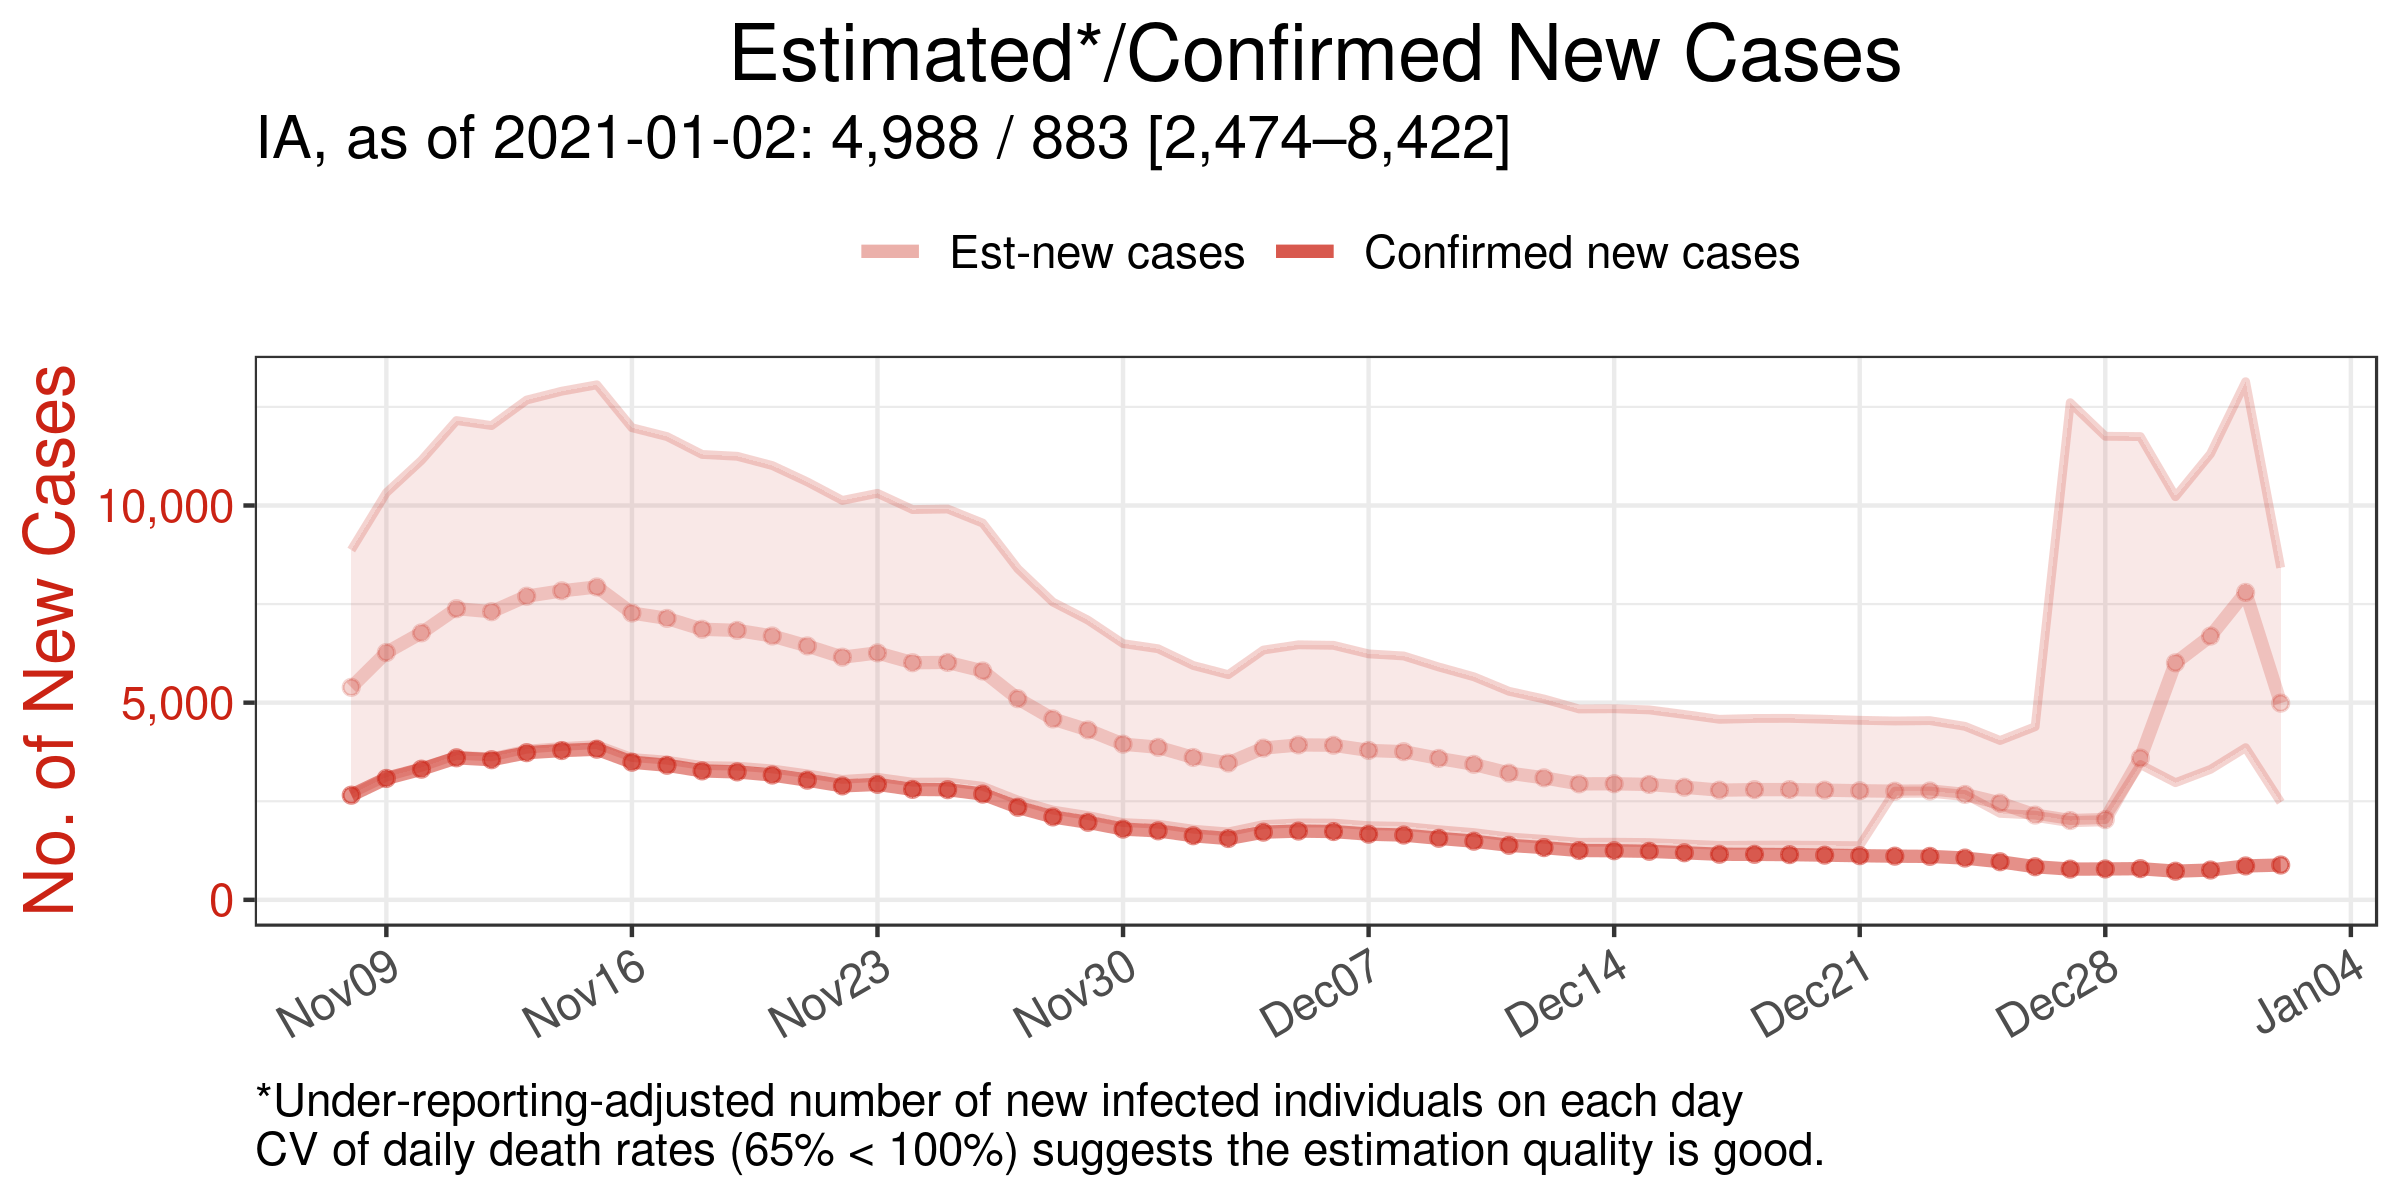 Estimated*/Confirmed New Cases
IA, as of 2021-01-02: 4,988 / 883 [2,474–8,422]
Est-new cases Confirmed new cases
No. of New Cases
10,000
5,000
0
Nov09 Nov16 Nov23 Nov30 Dec07 Dec14 Dec21 Dec28 Jan04
*Under-reporting-adjusted number of new infected individuals on each day
CV of daily death rates (65% < 100%) suggests the estimation quality is good.